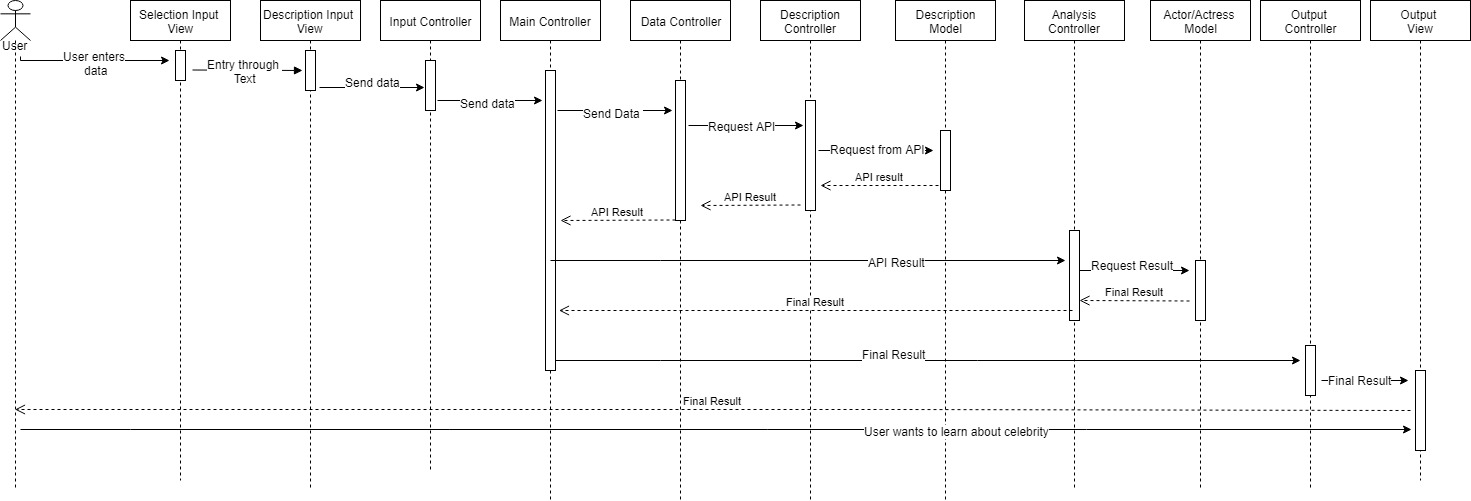 Selection Input
View
Description Input
View
Input Controller
Main Controller
Data Controller
Description
Controller
Description
Model
Analysis
Controller
Actor/Actress
Model
Output
Controller
Output
View
User
User enters
data
Entry through
Text
Send data
Send data
Send Data
Request API
Request from API
API result
API Result
API Result
API Result
Request Result
Final Result
Final Result
Final Result
Final Result
Final Result
User wants to learn about celebrity